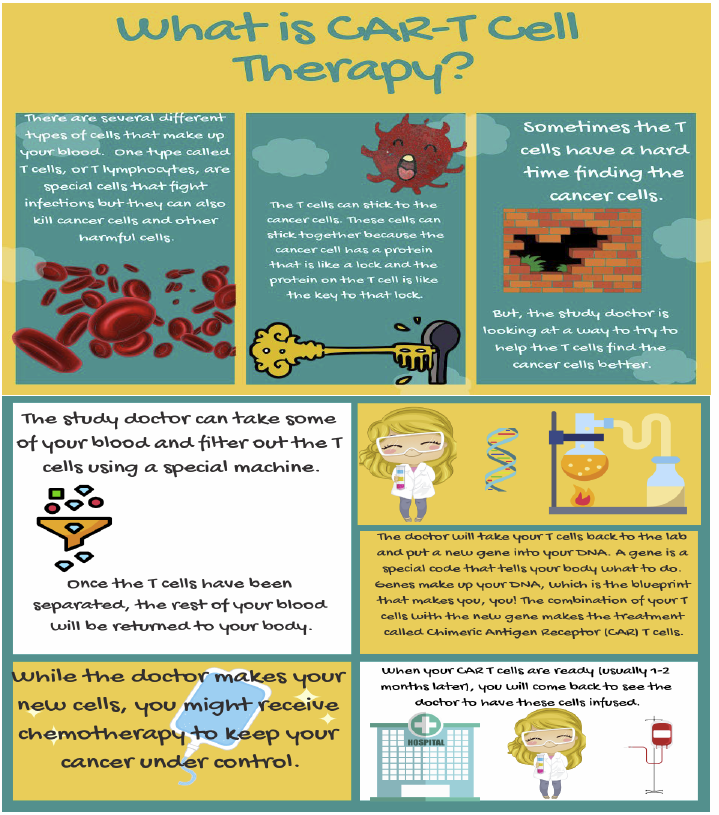 What is CAR-T Cell
Therapy?
There are several different
types of cells that make up
your blood. One type called
T cells, or T lymphocytes, are
special cells that fight
infections but they can also
kill cancer cells and other
harmful cells.
The T cells can stick to the
cancer cells. These cells can
stick together because the
cancer cell has a protein
that is like a lock and the
protein on the T cell is like
the key to that lock.
Sometimes the T
cells have a hard
time finding the
cancer cells.
But, the study doctor is
looking at a way to try to
help the T cells find the
cancer cells better.
The study doctor can take some
of your blood and filter out the T
cells using a special machine.
Once the T cells have been
separated, the rest of your blood
will be returned to your body.
The doctor will take your T cells back to the lab
and put a new gene into your DNA. A gene is a
special code that tells your body what to do.
Genes make up your DNA, which is the blueprint
that makes you, you! The combination of your T
cells with the new gene makes the treatment
called Chimeric Antigen Receptor (CAR) T cells.
While the doctor makes your
new cells, you might receive
chemotherapy to keep your
cancer under control.
When your CAR T cells are ready (usually 1-2
months later), you will come back to see the
doctor to have these cells infused.
HOSPITAL